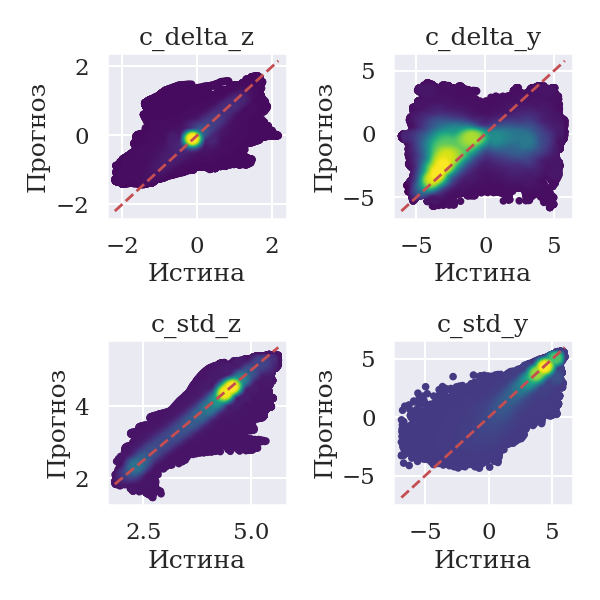 c_delta_z
c_delta_y
2
0
−2
Прогноз
−2
0
2
Истина
5
0
−5
Прогноз
−5
0
5
Истина
c_std_z
c_std_y
4
2
Прогноз
2.5
5.0
Истина
5
0
−5
Прогноз
−5
0
5
Истина